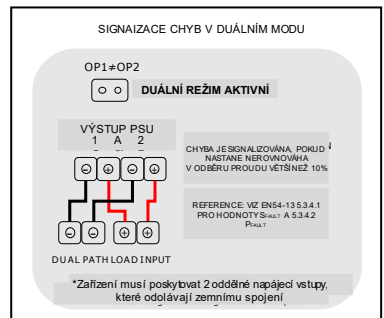 SIGNAIZACE CHYB V DUÁLNÍM MODU
OP1≠OP2
DUÁLNÍ REŽIM AKTIVNÍ
VÝSTUP PSU
1 A 2
CHYBA JE SIGNALIZOVÁNA, POKUD
NASTANE NEROVNOVÁHA
V ODBĚRU PROUDU VĚTŠÍ NEŽ 10%
REFERENCE: VIZ EN54-13 5.3.4.1
PRO HODNOTY SFAULT A 5.3.4.2
PFAULT
DUAL PATH LOAD INPUT
*Zařízení musí poskytovat 2 oddělné napájecí vstupy,
které odolávají zemnímu spojení